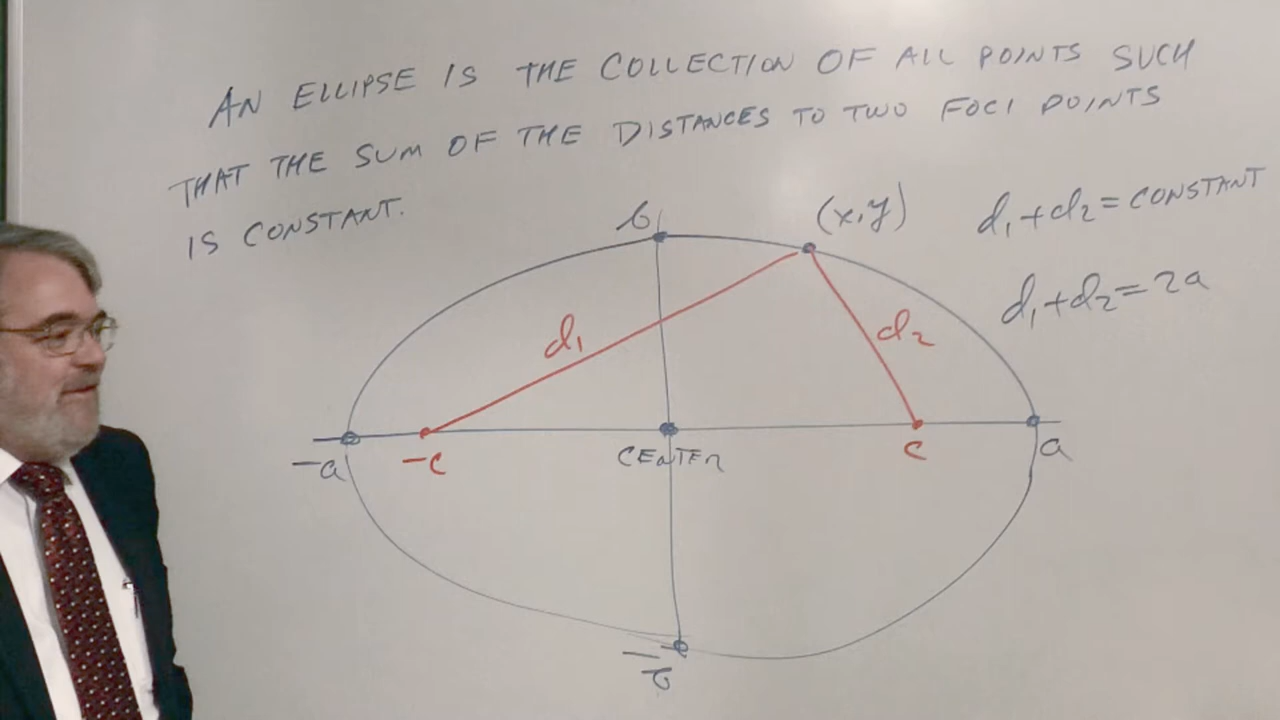 AN ELLIPSE IS THE COLLECTION OF ALL POINTS SUCH
THAT THE SUM OF THE DISTANCES TO TWO FOCI POINTS
IS CONSTANT.
b
(x,y)
d₁+d₂=CONSTANT
d₁+d₂=2a
d₁
d₂
-a
-c
CENTER
c
a
-b